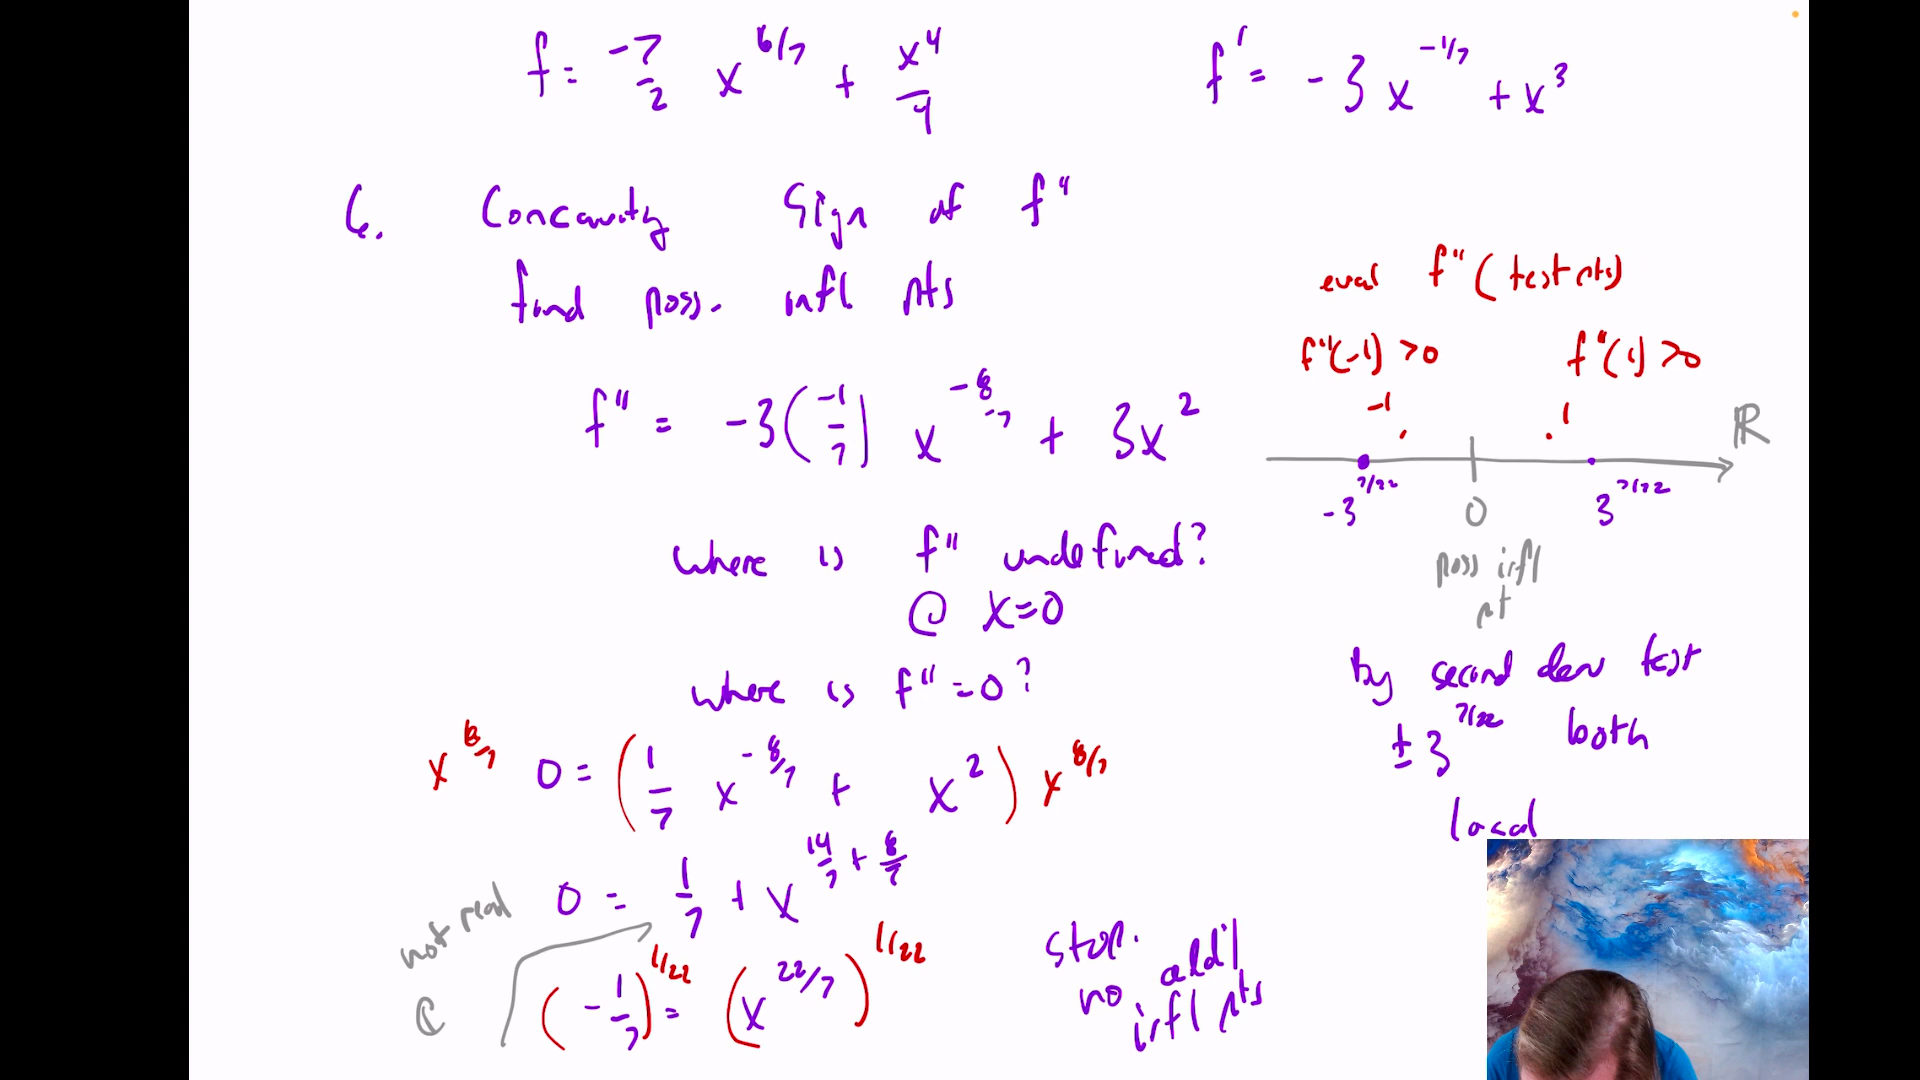 f = -7/2 x^{6/7} + x^4/4
f' = -3 x^{-1/7} + x^3
6. Concavity Sign of f"
find poss. infl pts
f" = -3(-1/7) x^{-8/7} + 3x^2
where is f" undefined?
@ x=0
where is f" = 0?
x^{8/7} 0 = (1/7 x^{-8/7} + x^2) x^{8/7}
0 = 1/7 + x^{14/7 + 8/7}
not real
ℂ
(-1/7)^{1/22} = (x^{22/7})^{1/22}
stop.
no add'l
infl pts
eval f" (test pts)
f"(-1) >0 f"(1) >0
-1 1
ℝ
-3^{7/22} 0 3^{7/22}
poss infl
pt
by second der test
± 3^{7/22} both
local